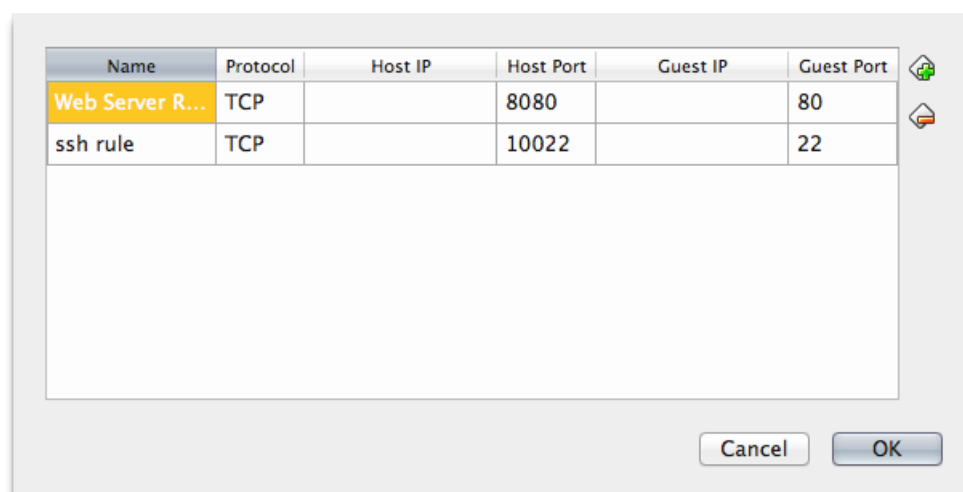 Name Protocol Host IP Host Port Guest IP Guest Port
Web Server R... TCP 8080 80
ssh rule TCP 10022 22
Cancel OK